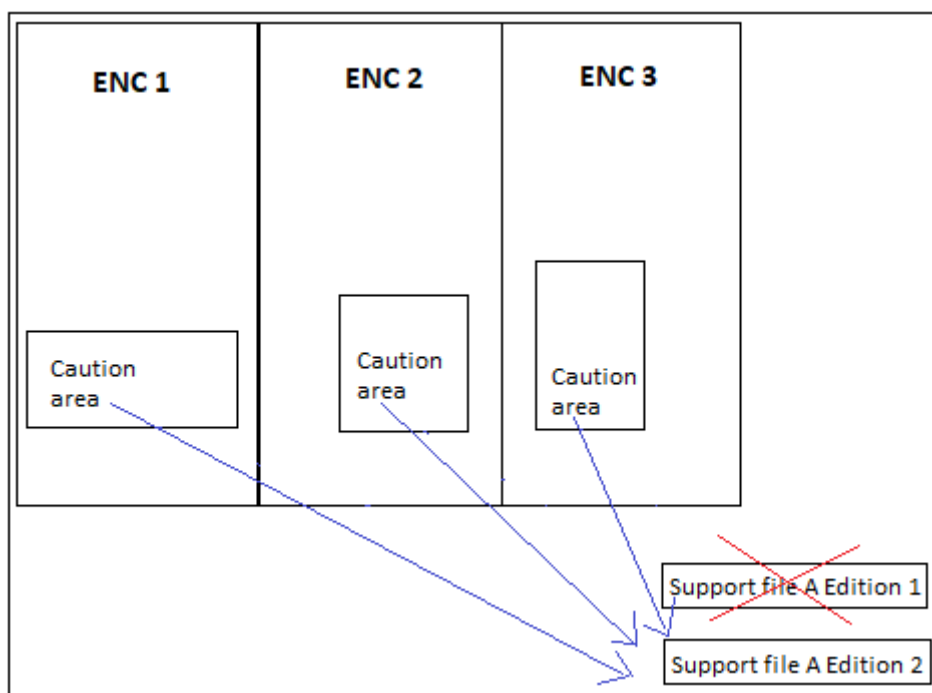 ENC 1
ENC 2
ENC 3
Caution
area
Caution
area
Caution
area
Support file A Edition 1
Support file A Edition 2